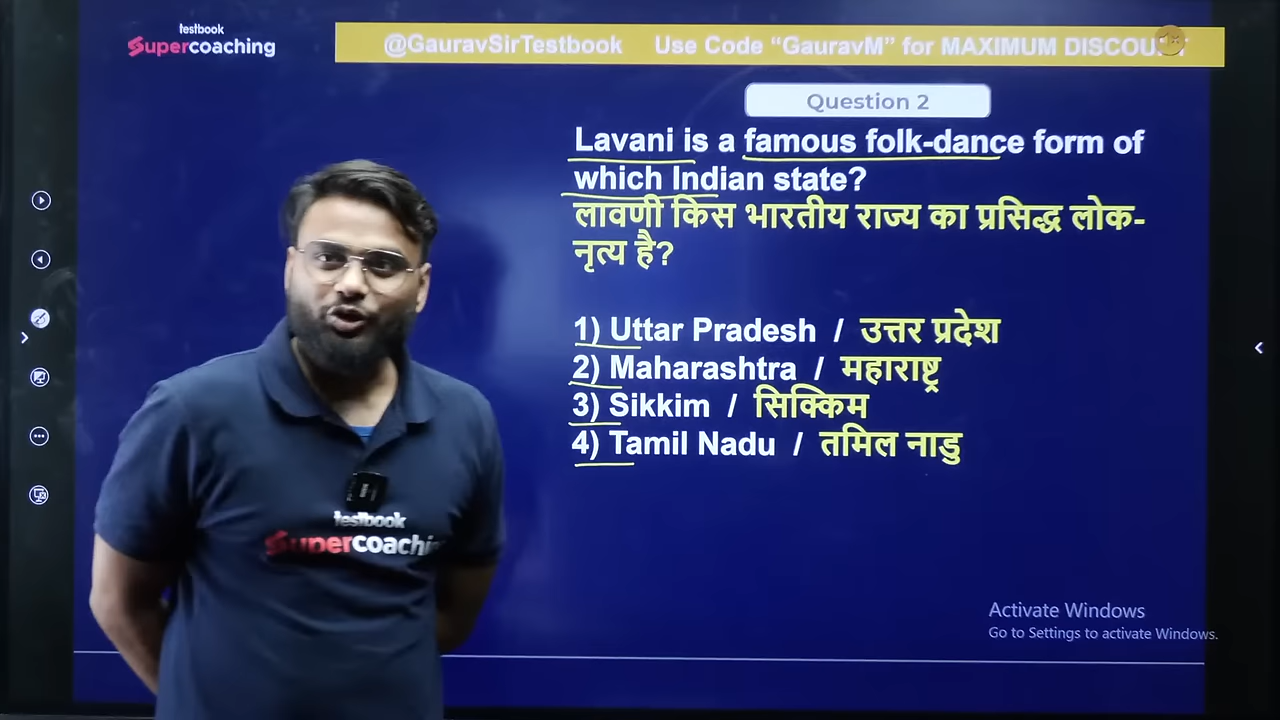 testbook
Supercoaching
@GauravSirTestbook Use Code “GauravM” for MAXIMUM DISCOUNT
Question 2
Lavani is a famous folk-dance form of
which Indian state?
लावणी किस भारतीय राज्य का प्रसिद्ध लोक-
नृत्य है?
1) Uttar Pradesh / उत्तर प्रदेश
2) Maharashtra / महाराष्ट्र
3) Sikkim / सिक्किम
4) Tamil Nadu / तमिल नाडु
testbook
Supercoachin
Activate Windows
Go to Settings to activate Windows.